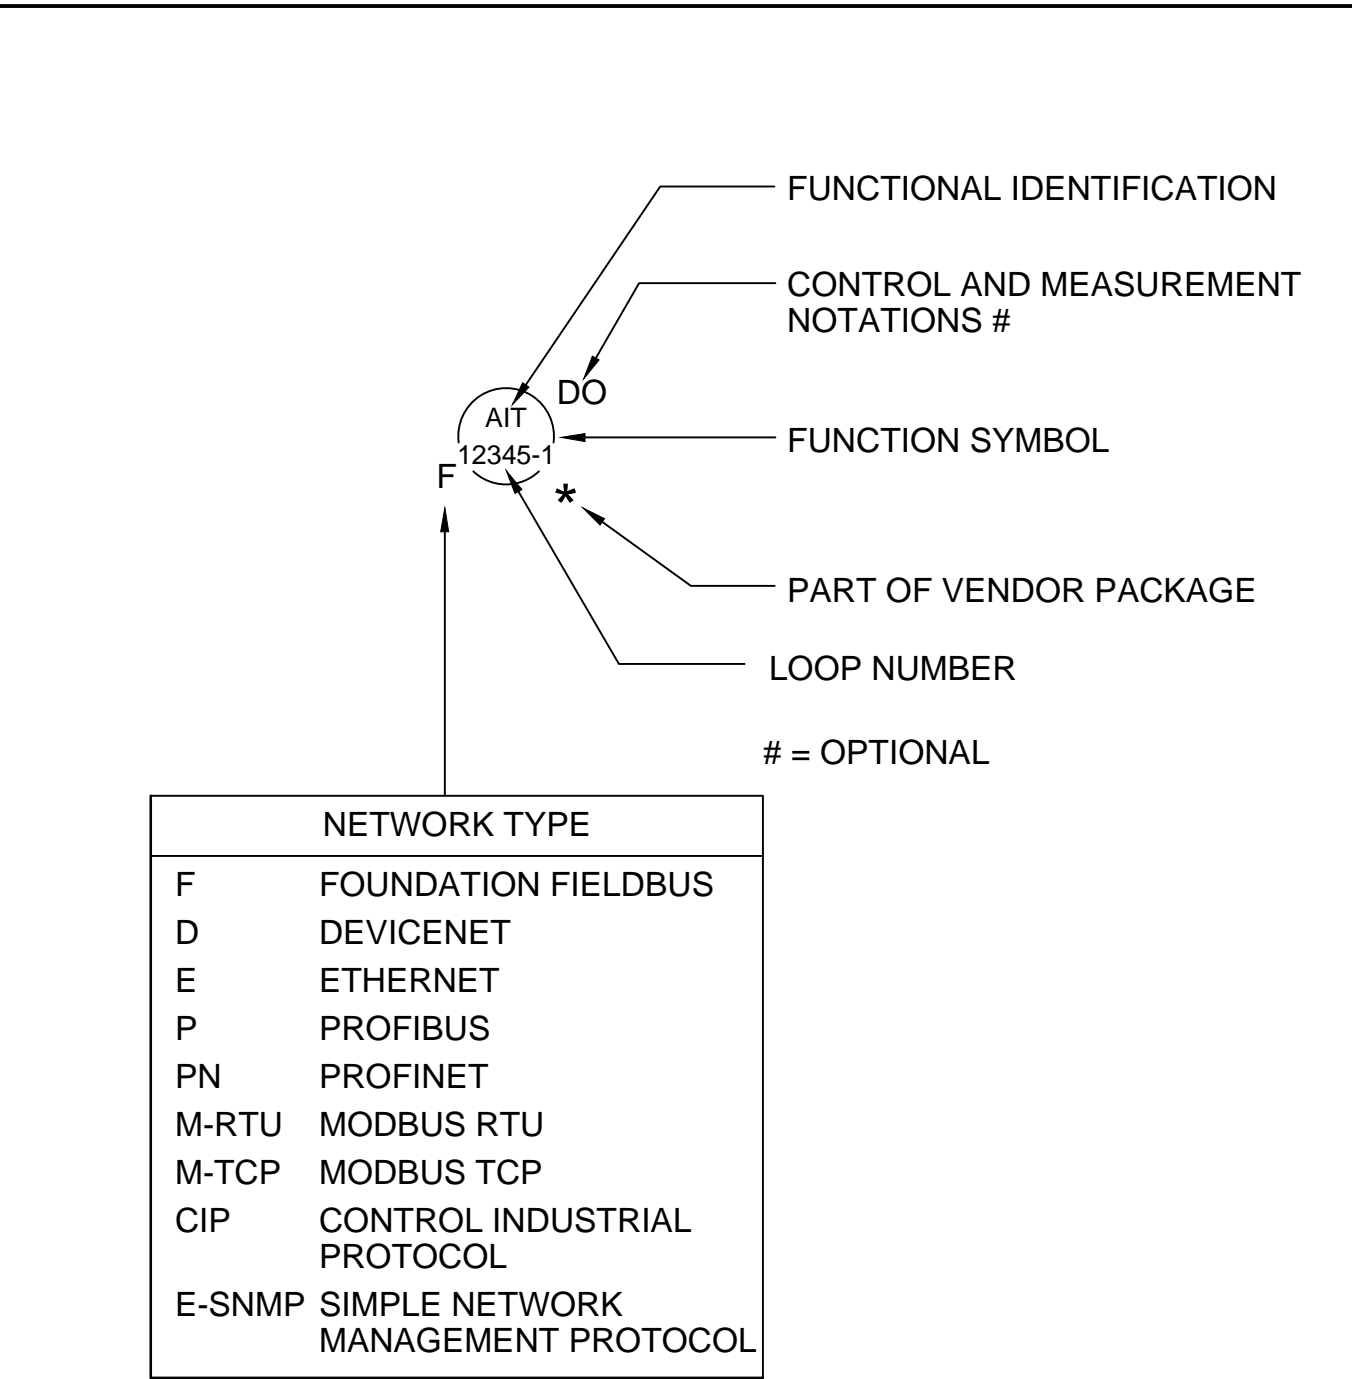 FUNCTIONAL IDENTIFICATION
CONTROL AND MEASUREMENT
NOTATIONS #
DO
AIT
12345-1
FUNCTION SYMBOL
F
*
PART OF VENDOR PACKAGE
LOOP NUMBER
# = OPTIONAL
NETWORK TYPE
F FOUNDATION FIELDBUS
D DEVICENET
E ETHERNET
P PROFIBUS
PN PROFINET
M-RTU MODBUS RTU
M-TCP MODBUS TCP
CIP CONTROL INDUSTRIAL
PROTOCOL
E-SNMP SIMPLE NETWORK
MANAGEMENT PROTOCOL